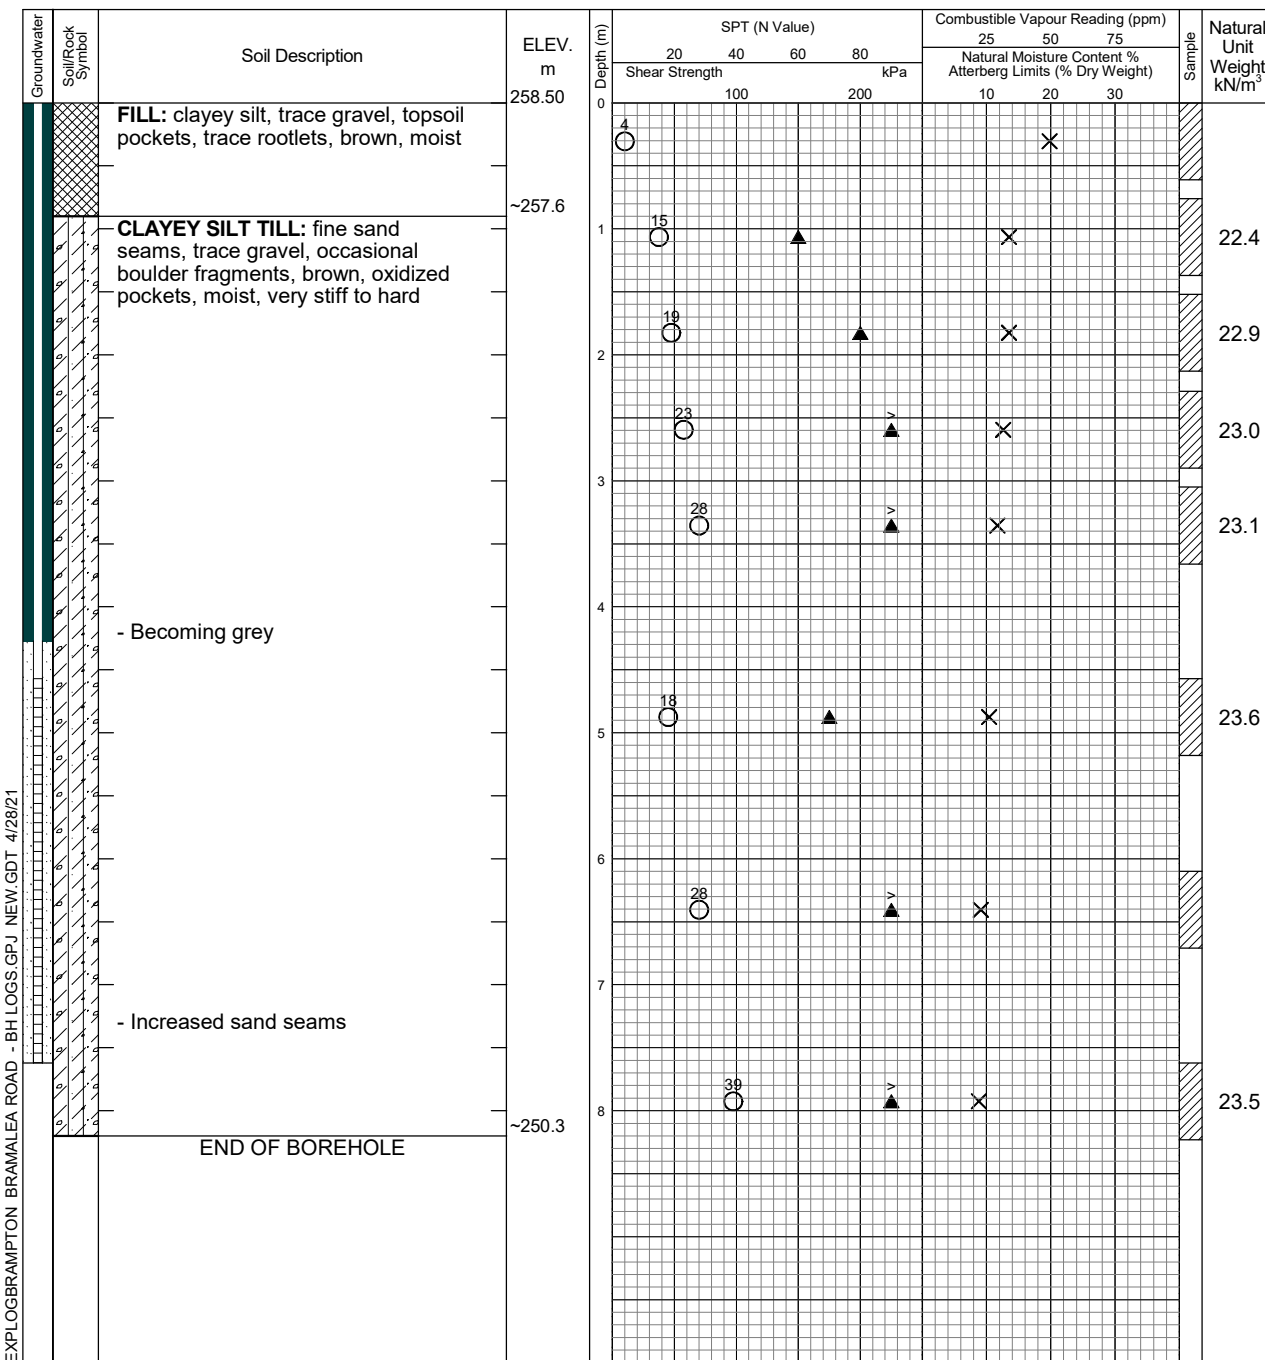 Groundwater
Soil/Rock
Symbol
Soil Description
ELEV.
m
Depth (m)
SPT (N Value)
20 40 60 80
Shear Strength kPa
100 200
Combustible Vapour Reading (ppm)
25 50 75
Natural Moisture Content %
Atterberg Limits (% Dry Weight)
10 20 30
Sample
Natural
Unit
Weight
kN/m³
258.50
0
FILL: clayey silt, trace gravel, topsoil
pockets, trace rootlets, brown, moist
4
~257.6
CLAYEY SILT TILL: fine sand
seams, trace gravel, occasional
boulder fragments, brown, oxidized
pockets, moist, very stiff to hard
15
1
22.4
19
22.9
2
23 >
23.0
3
28 >
23.1
4
- Becoming grey
18
23.6
5
6
28 >
7
- Increased sand seams
39 >
23.5
8
~250.3
END OF BOREHOLE
EXPLOGBRAMPTON BRAMALEA ROAD - BH LOGS.GPJ NEW.GDT 4/28/21